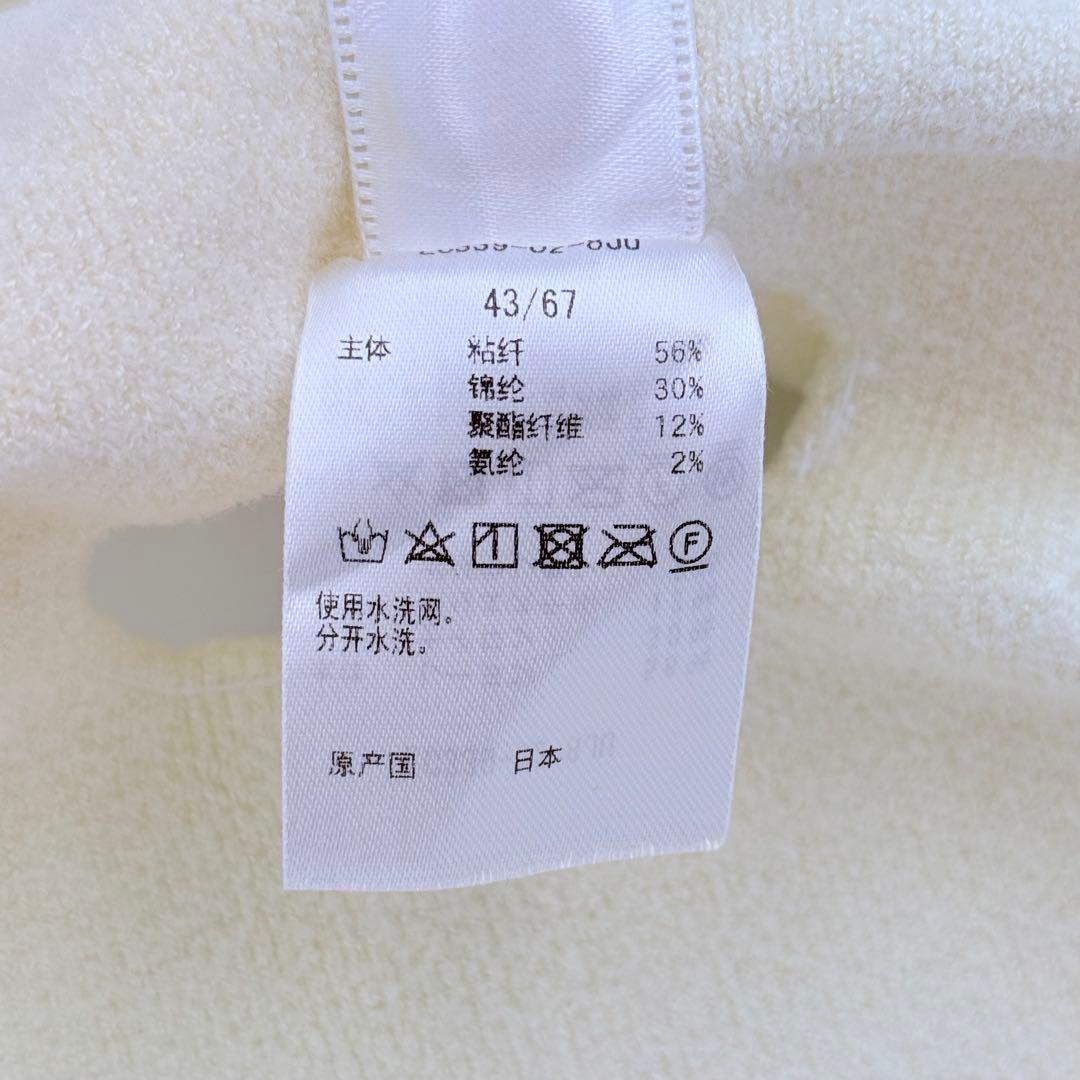 43/67
主体 粘纤 56%
锦纶 30%
聚酯纤维 12%
氨纶 2%
F
使用水洗网。
分开水洗。
原产国 日本